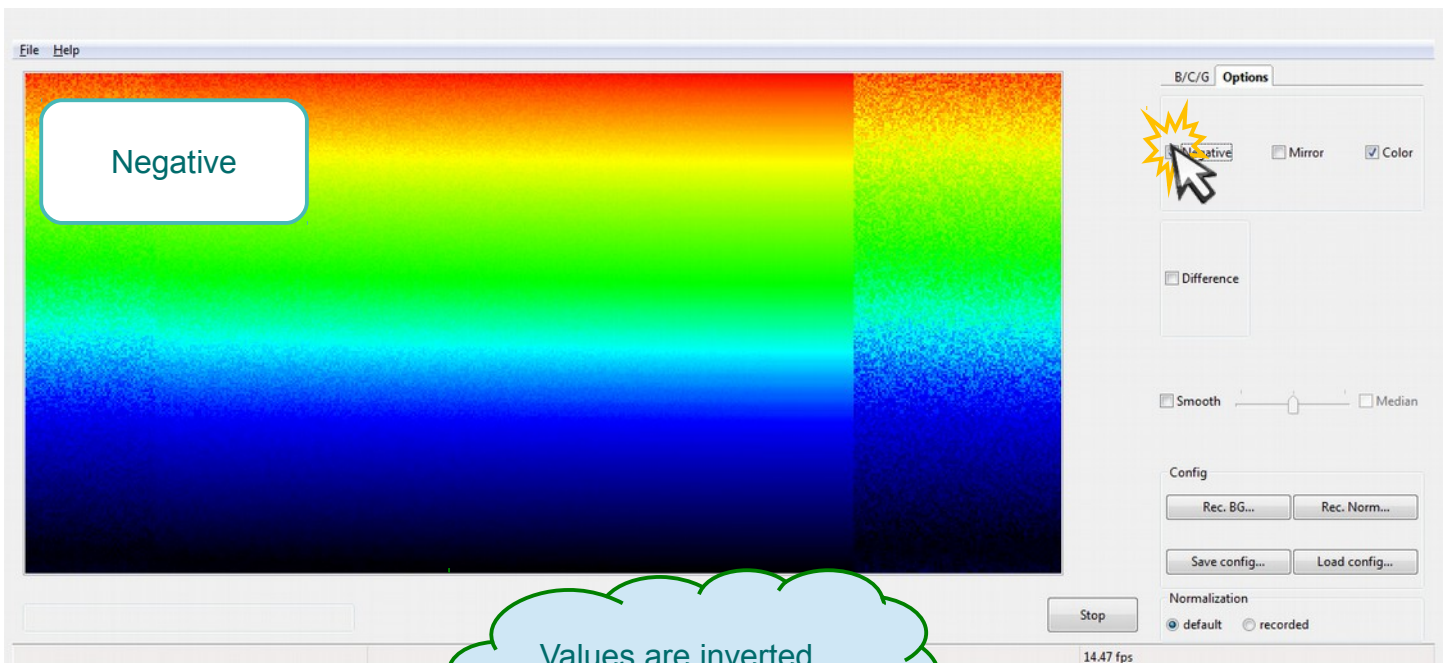 File Help
B/C/G Options
Negative
Negative Mirror Color
Difference
Smooth Median
Config
Rec. BG... Rec. Norm...
Save config... Load config...
Normalization
Stop
default recorded
Values are inverted
14.47 fps